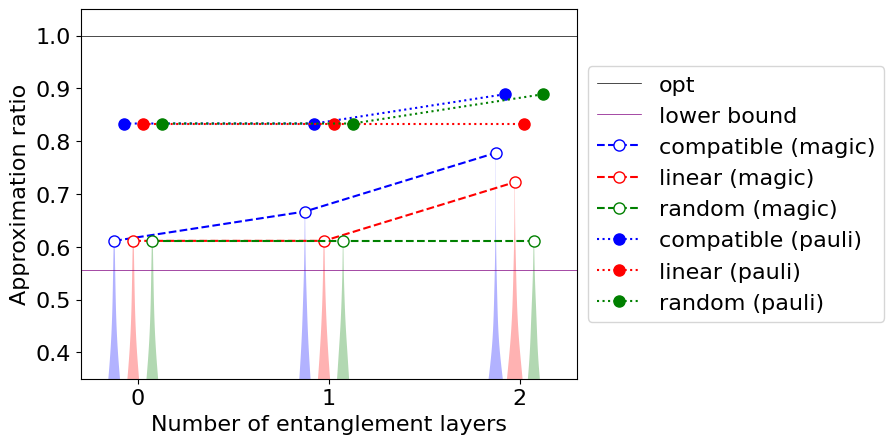 1.0
0.9
0.8
0.7
0.6
0.5
0.4
Approximation ratio
0
1
2
Number of entanglement layers
opt
lower bound
compatible (magic)
linear (magic)
random (magic)
compatible (pauli)
linear (pauli)
random (pauli)